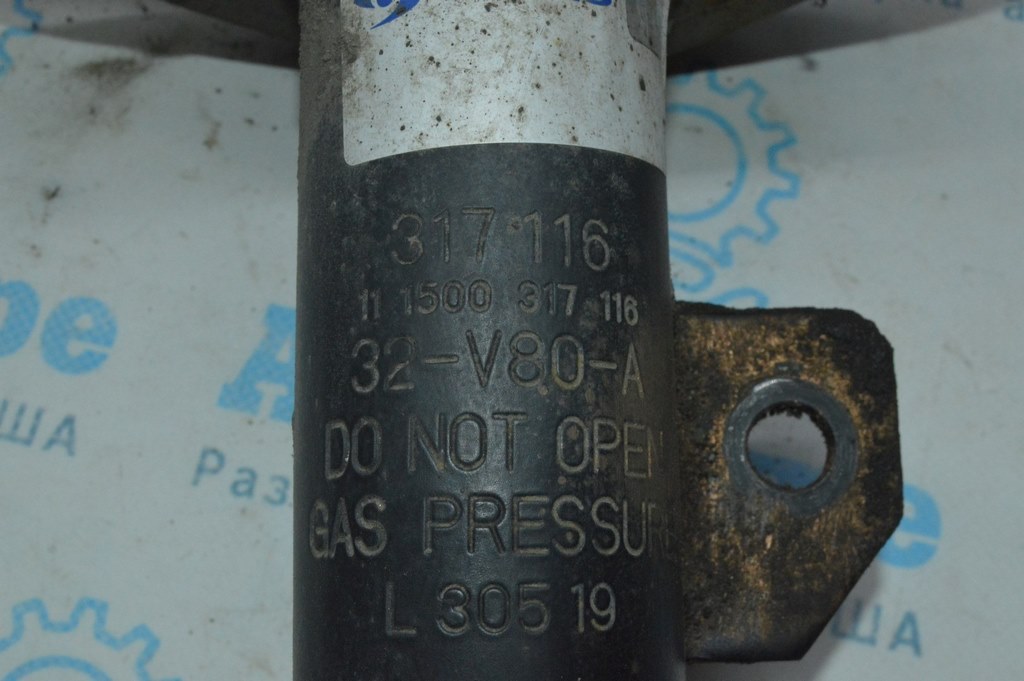 317 116
11 1500 317 116
32-V80-A
DO NOT OPEN
GAS PRESSURE
L 305 19
ША
Раз
ША